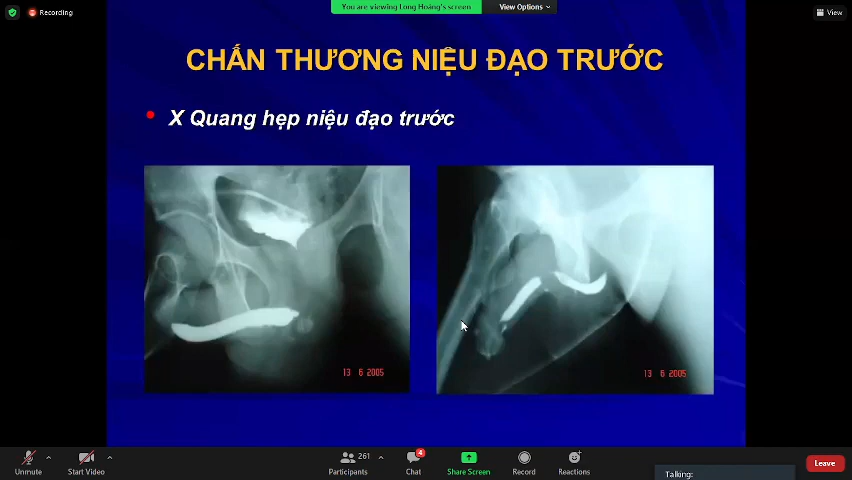 You are viewing Long Hoang's screen
View Options
Recording
View
CHẤN THƯƠNG NIỆU ĐẠO TRƯỚC
X Quang hẹp niệu đạo trước
13 6 2005
13 6 2005
Unmute
Start Video
261
Participants
4
Chat
Share Screen
Record
Reactions
Talking:
Leave